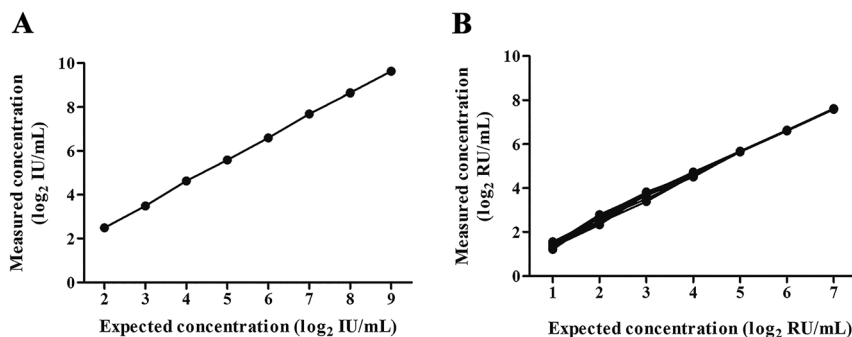 A
Measured concentration
(log2 IU/mL)
10
8
6
4
2
0
2 3 4 5 6 7 8 9
Expected concentration (log2 IU/mL)
B
Measured concentration
(log2 RU/mL)
10
8
6
4
2
0
1 2 3 4 5 6 7
Expected concentration (log2 RU/mL)